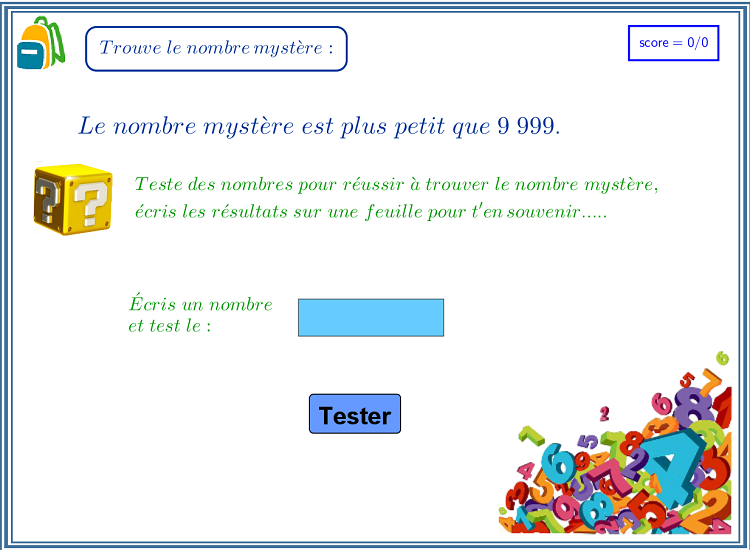 Trouve le nombre mystère :
score = 0/0
Le nombre mystère est plus petit que 9 999.
Teste des nombres pour réussir à trouver le nombre mystère,
écris les résultats sur une feuille pour t'en souvenir.....
Écris un nombre
et test le :
Tester